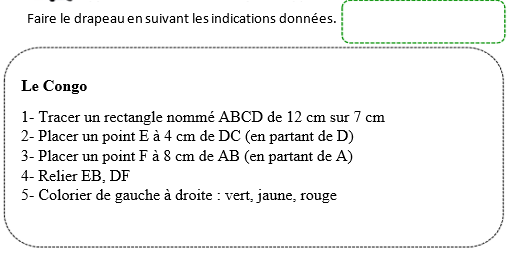 Faire le drapeau en suivant les indications données.
Le Congo
1- Tracer un rectangle nommé ABCD de 12 cm sur 7 cm
2- Placer un point E à 4 cm de DC (en partant de D)
3- Placer un point F à 8 cm de AB (en partant de A)
4- Relier EB, DF
5- Colorier de gauche à droite : vert, jaune, rouge